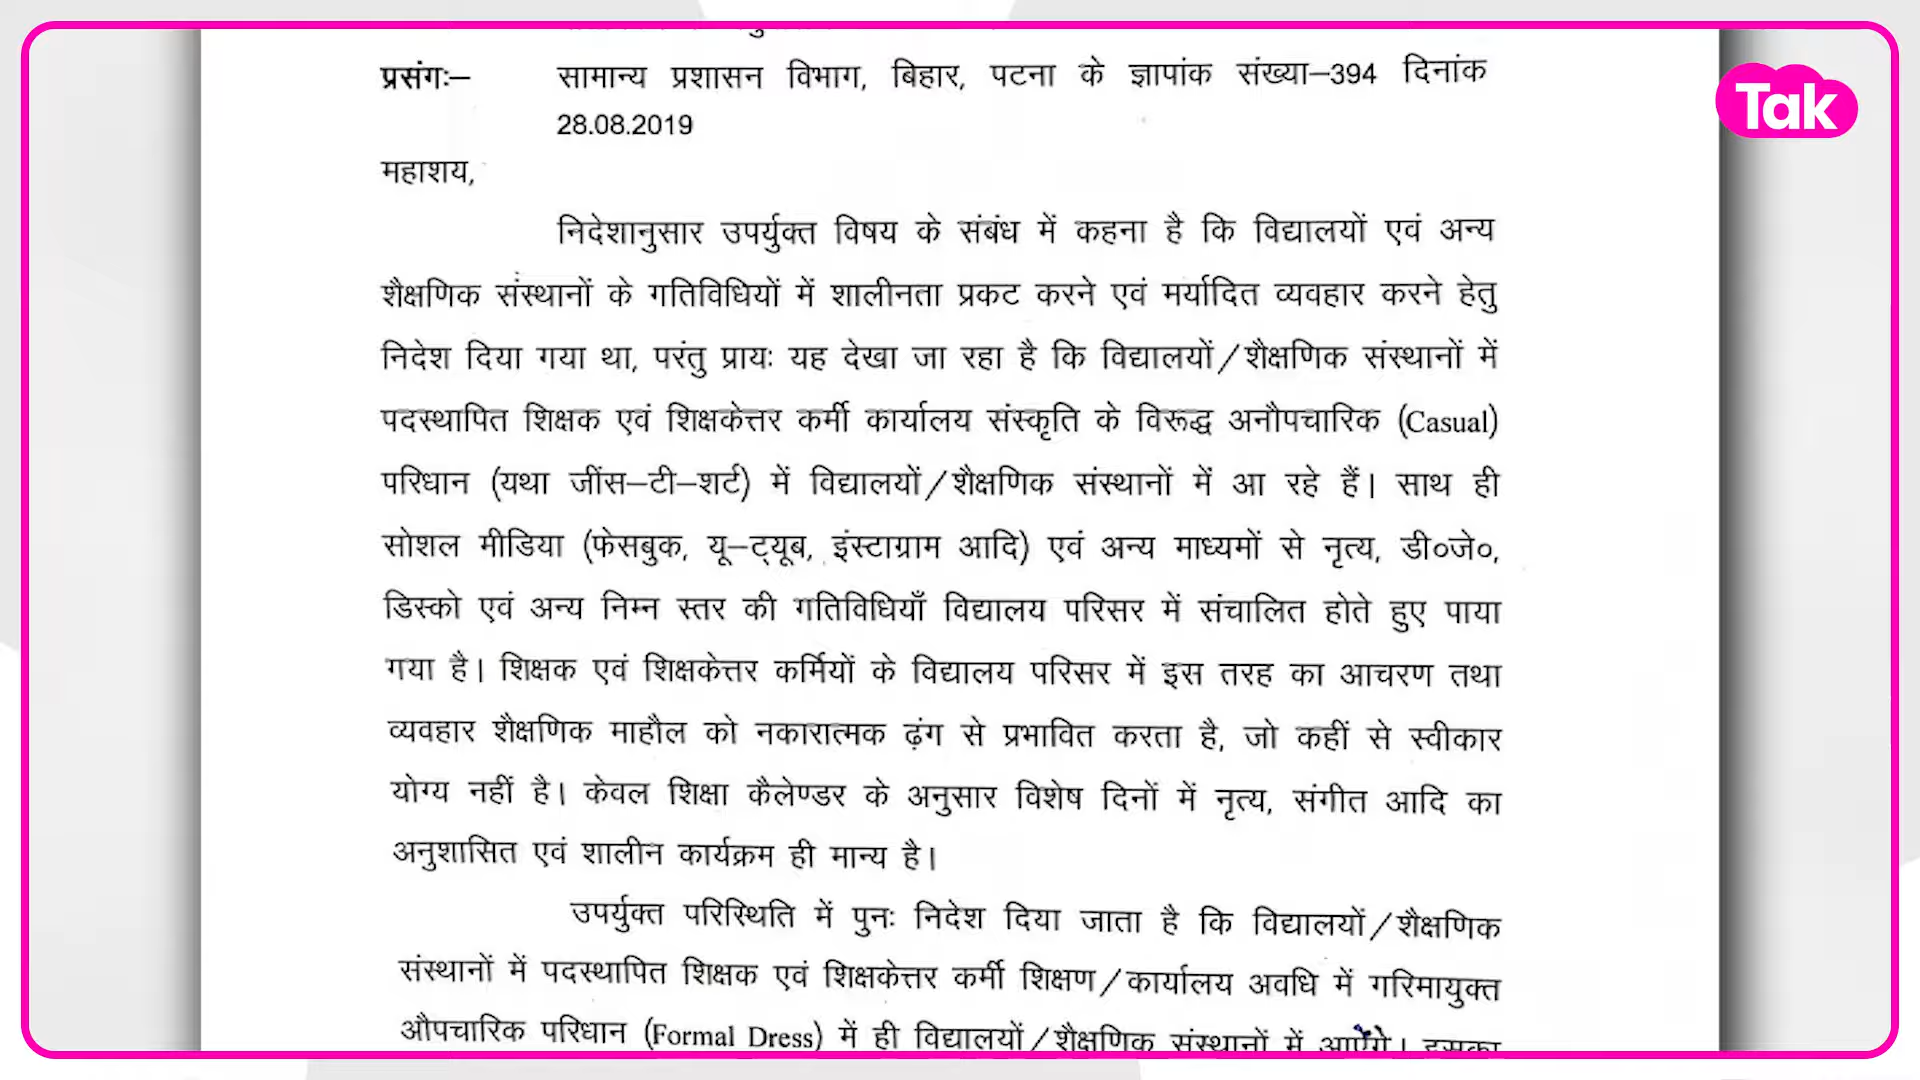 प्रसंगः– सामान्य प्रशासन विभाग, बिहार, पटना के ज्ञापांक संख्या–394 दिनांक
28.08.2019
महाशय,
निदेशानुसार उपर्युक्त विषय के संबंध में कहना है कि विद्यालयों एवं अन्य
शैक्षणिक संस्थानों के गतिविधियों में शालीनता प्रकट करने एवं मर्यादित व्यवहार करने हेतु
निदेश दिया गया था, परंतु प्रायः यह देखा जा रहा है कि विद्यालयों/शैक्षणिक संस्थानों में
पदस्थापित शिक्षक एवं शिक्षकेत्तर कर्मी कार्यालय संस्कृति के विरूद्ध अनौपचारिक (Casual)
परिधान (यथा जींस–टी–शर्ट) में विद्यालयों/शैक्षणिक संस्थानों में आ रहे हैं। साथ ही
सोशल मीडिया (फेसबुक, यू–ट्यूब, इंस्टाग्राम आदि) एवं अन्य माध्यमों से नृत्य, डी०जे०,
डिस्को एवं अन्य निम्न स्तर की गतिविधियाँ विद्यालय परिसर में संचालित होते हुए पाया
गया है। शिक्षक एवं शिक्षकेत्तर कर्मियों के विद्यालय परिसर में इस तरह का आचरण तथा
व्यवहार शैक्षणिक माहौल को नकारात्मक ढ़ंग से प्रभावित करता है, जो कहीं से स्वीकार
योग्य नहीं है। केवल शिक्षा कैलेण्डर के अनुसार विशेष दिनों में नृत्य, संगीत आदि का
अनुशासित एवं शालीन कार्यक्रम ही मान्य है।
उपर्युक्त परिस्थिति में पुनः निदेश दिया जाता है कि विद्यालयों/शैक्षणिक
संस्थानों में पदस्थापित शिक्षक एवं शिक्षकेत्तर कर्मी शिक्षण/कार्यालय अवधि में गरिमायुक्त
औपचारिक परिधान (Formal Dress) में ही विद्यालयों/शैक्षणिक संस्थानों में आएंगे। इसका
Tak